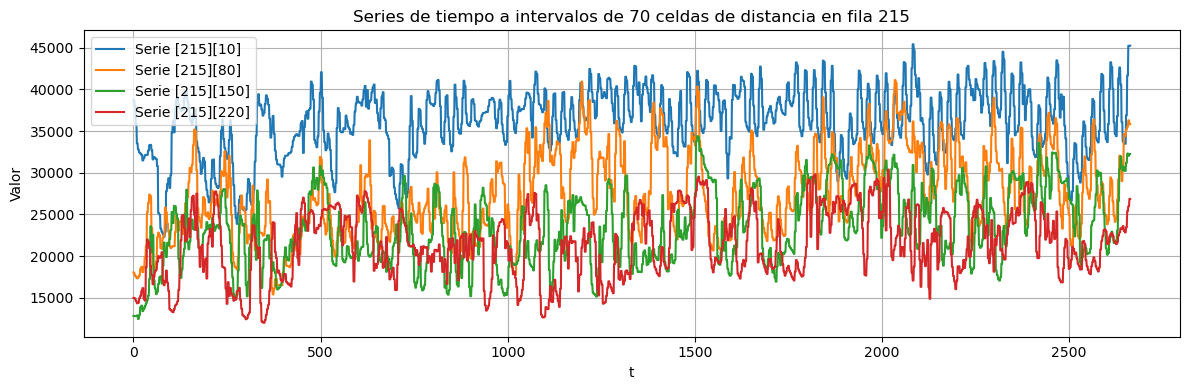 Series de tiempo a intervalos de 70 celdas de distancia en fila 215
Serie [215][10]
Serie [215][80]
Serie [215][150]
Serie [215][220]
Valor
45000
40000
35000
30000
25000
20000
15000
0 500 1000 1500 2000 2500
t